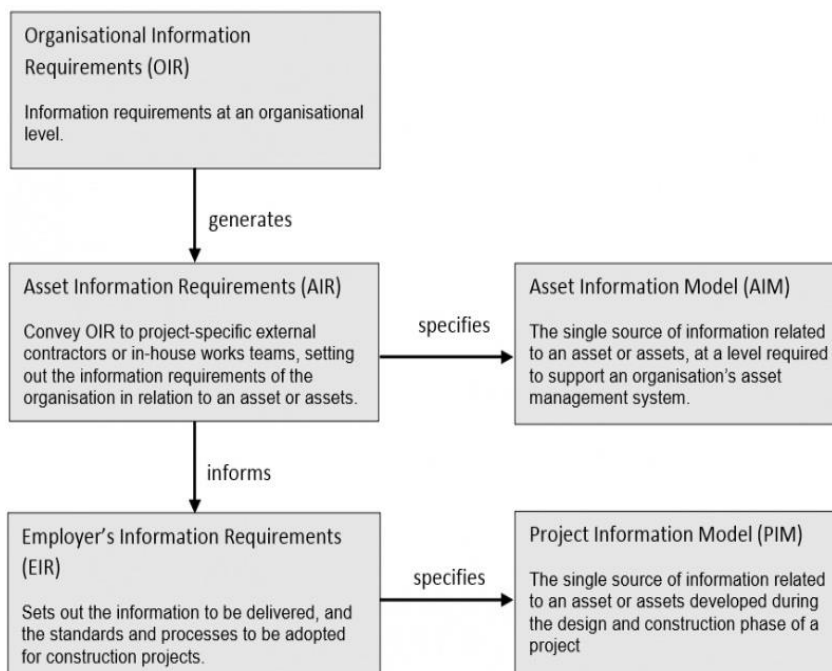 Organisational Information
Requirements (OIR)
Information requirements at an organisational
level.
generates
Asset Information Requirements (AIR)
Convey OIR to project-specific external
contractors or in-house works teams, setting
out the information requirements of the
organisation in relation to an asset or assets.
specifies
Asset Information Model (AIM)
The single source of information related
to an asset or assets, at a level required
to support an organisation's asset
management system.
informs
Employer's Information Requirements
(EIR)
Sets out the information to be delivered, and
the standards and processes to be adopted
for construction projects.
specifies
Project Information Model (PIM)
The single source of information related
to an asset or assets developed during
the design and construction phase of a
project